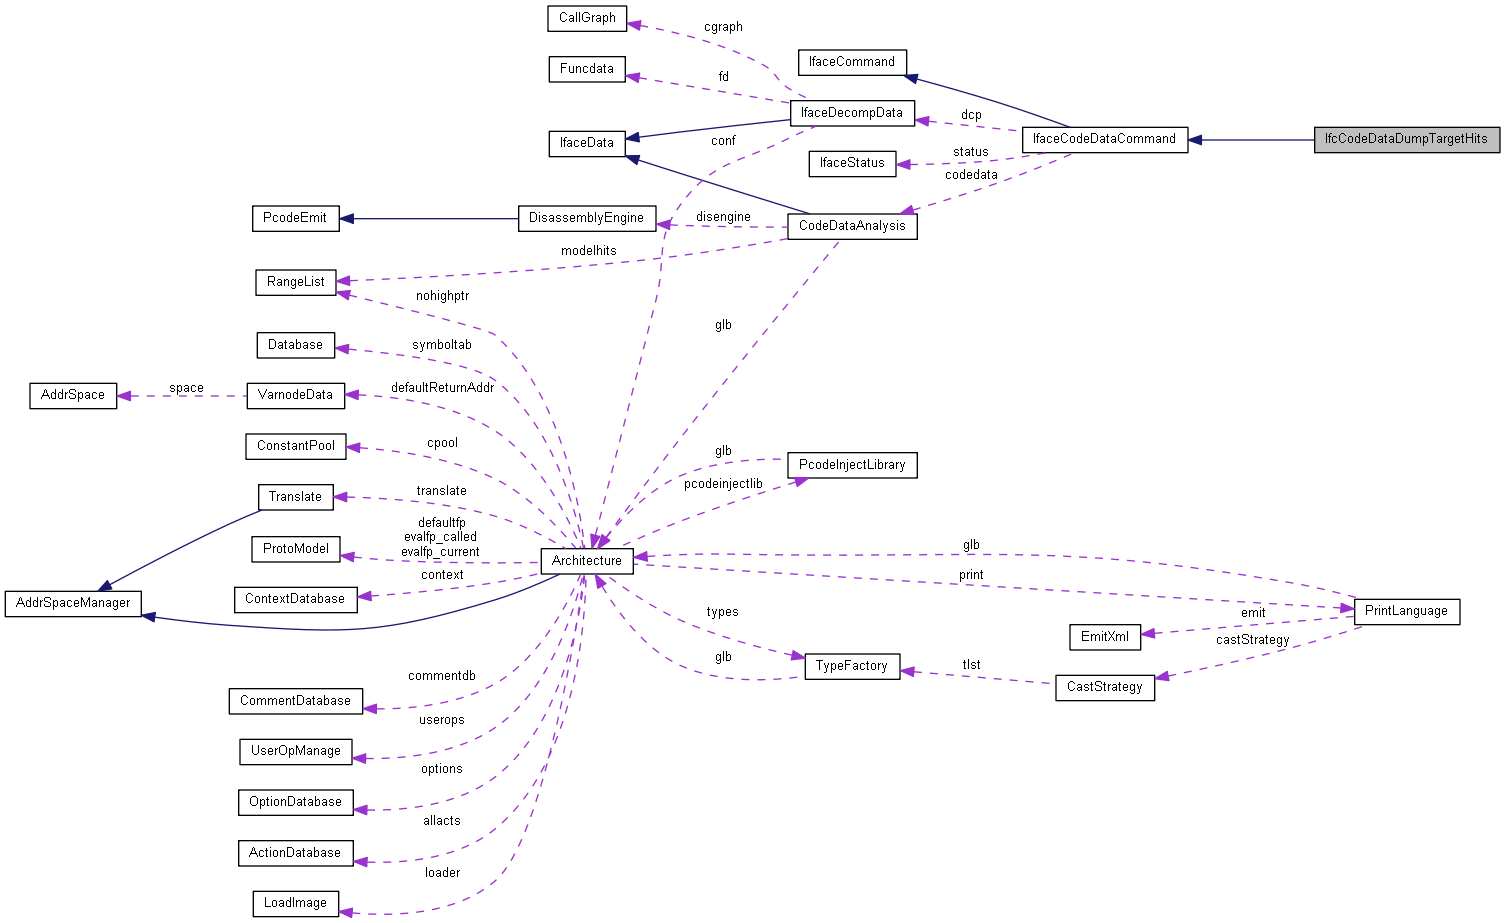 CallGraph
cgraph
IfaceCommand
Funcdata
fd
IfaceDecompData
dcp
IfaceData
conf
IfaceCodeDataCommand
IfcCodeDataDumpTargetHits
IfaceStatus
status
codedata
PcodeEmit
DisassemblyEngine
disengine
CodeDataAnalysis
modelhits
RangeList
nohighptr
glb
Database
symboltab
AddrSpace
space
VarnodeData
defaultReturnAddr
ConstantPool
cpool
glb
PcodeInjectLibrary
pcodeinjectlib
Translate
translate
defaultfp
evalfp_called
evalfp_current
ProtoModel
Architecture
glb
print
context
ContextDatabase
AddrSpaceManager
types
emit
PrintLanguage
EmitXml
castStrategy
glb
TypeFactory
tlst
CastStrategy
commentdb
CommentDatabase
userops
UserOpManage
options
OptionDatabase
allacts
ActionDatabase
loader
LoadImage